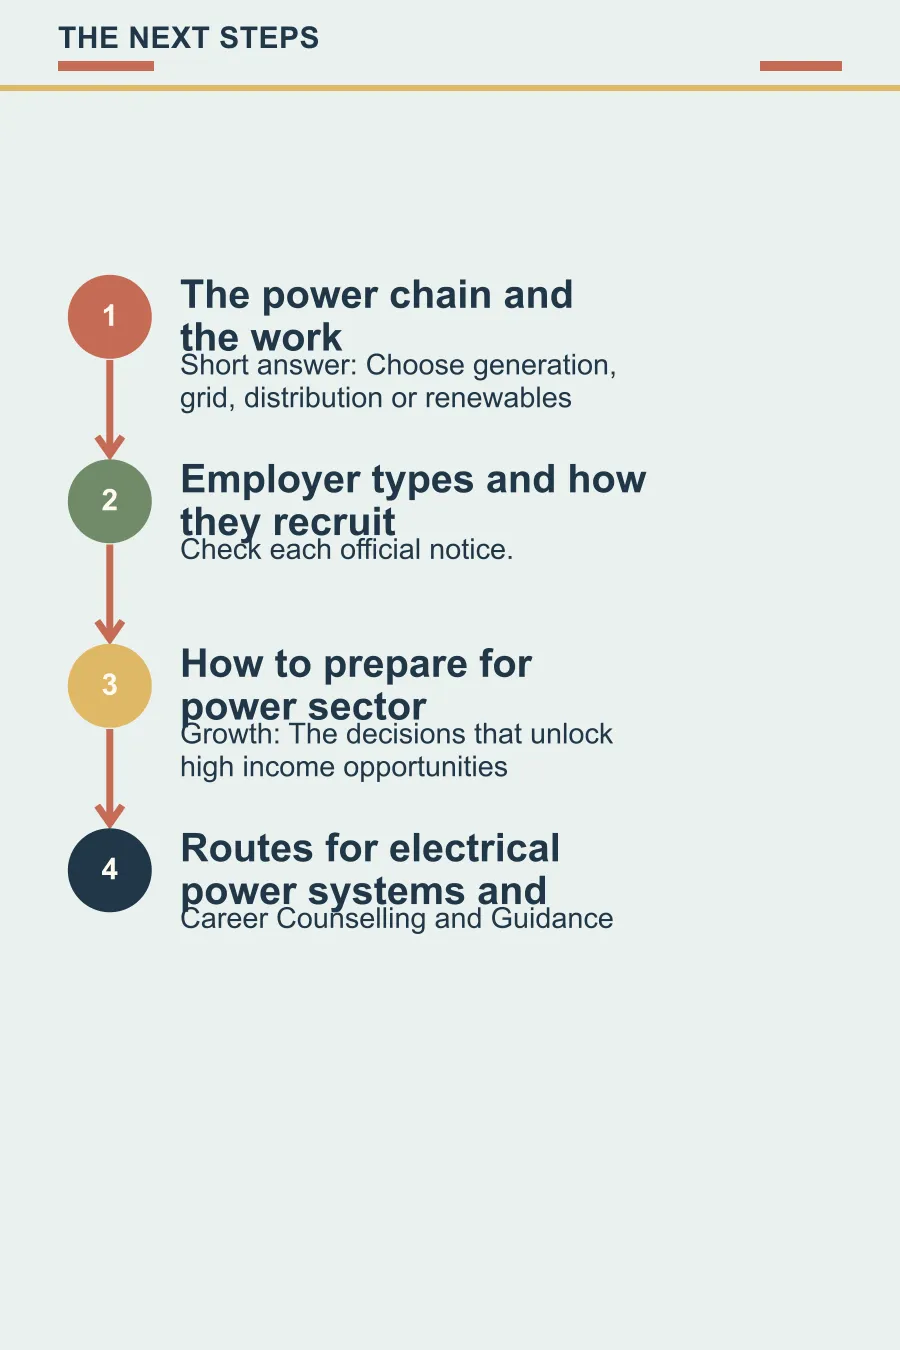 THE NEXT STEPS
1
The power chain and
the work
Short answer: Choose generation,
grid, distribution or renewables
2
Employer types and how
they recruit
Check each official notice.
3
How to prepare for
power sector
Growth: The decisions that unlock
high income opportunities
4
Routes for electrical
power systems and
Career Counselling and Guidance